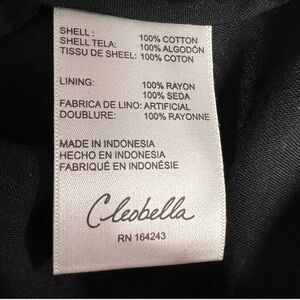 SHELL : 100% COTTON
SHELL TELA: 100% ALGODÓN
TISSU DE SHEEL: 100% COTON
LINING: 100% RAYON
100% SEDA
FABRICA DE LINO: ARTIFICIAL
DOUBLURE: 100% RAYONNE
MADE IN INDONESIA
HECHO EN INDONESIA
FABRIQUÉ EN INDONÉSIE
Cleobella
RN 164243